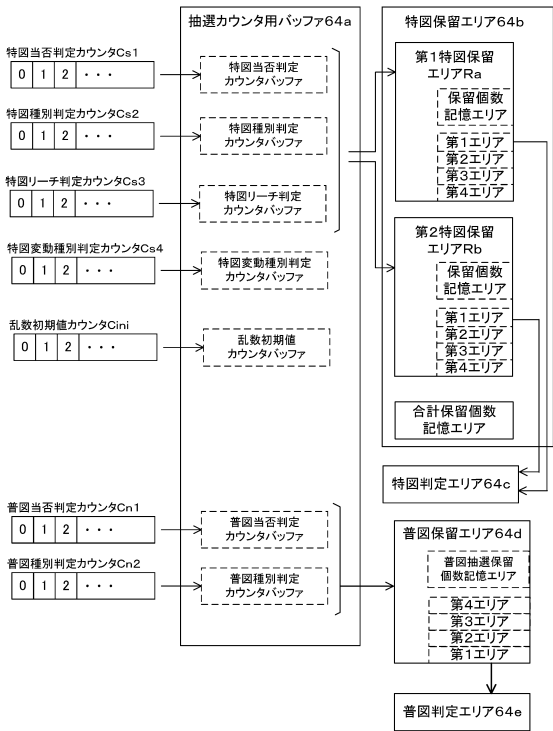 抽選カウンタ用バッファ64a
特図当否判定カウンタCs1
0 1 2 ・・・
特図当否判定
カウンタバッファ
特図種別判定カウンタCs2
0 1 2 ・・・
特図種別判定
カウンタバッファ
特図リーチ判定カウンタCs3
0 1 2 ・・・
特図リーチ判定
カウンタバッファ
特図変動種別判定カウンタCs4
0 1 2 ・・・
特図変動種別判定
カウンタバッファ
乱数初期値カウンタCini
0 1 2 ・・・
乱数初期値
カウンタバッファ
普図当否判定カウンタCn1
0 1 2 ・・・
普図当否判定
カウンタバッファ
普図種別判定カウンタCn2
0 1 2 ・・・
普図種別判定
カウンタバッファ
特図保留エリア64b
第1特図保留
エリアRa
保留個数
記憶エリア
第1エリア
第2エリア
第3エリア
第4エリア
第2特図保留
エリアRb
保留個数
記憶エリア
第1エリア
第2エリア
第3エリア
第4エリア
合計保留個数
記憶エリア
特図判定エリア64c
普図保留エリア64d
普図抽選保留
個数記憶エリア
第4エリア
第3エリア
第2エリア
第1エリア
普図判定エリア64e